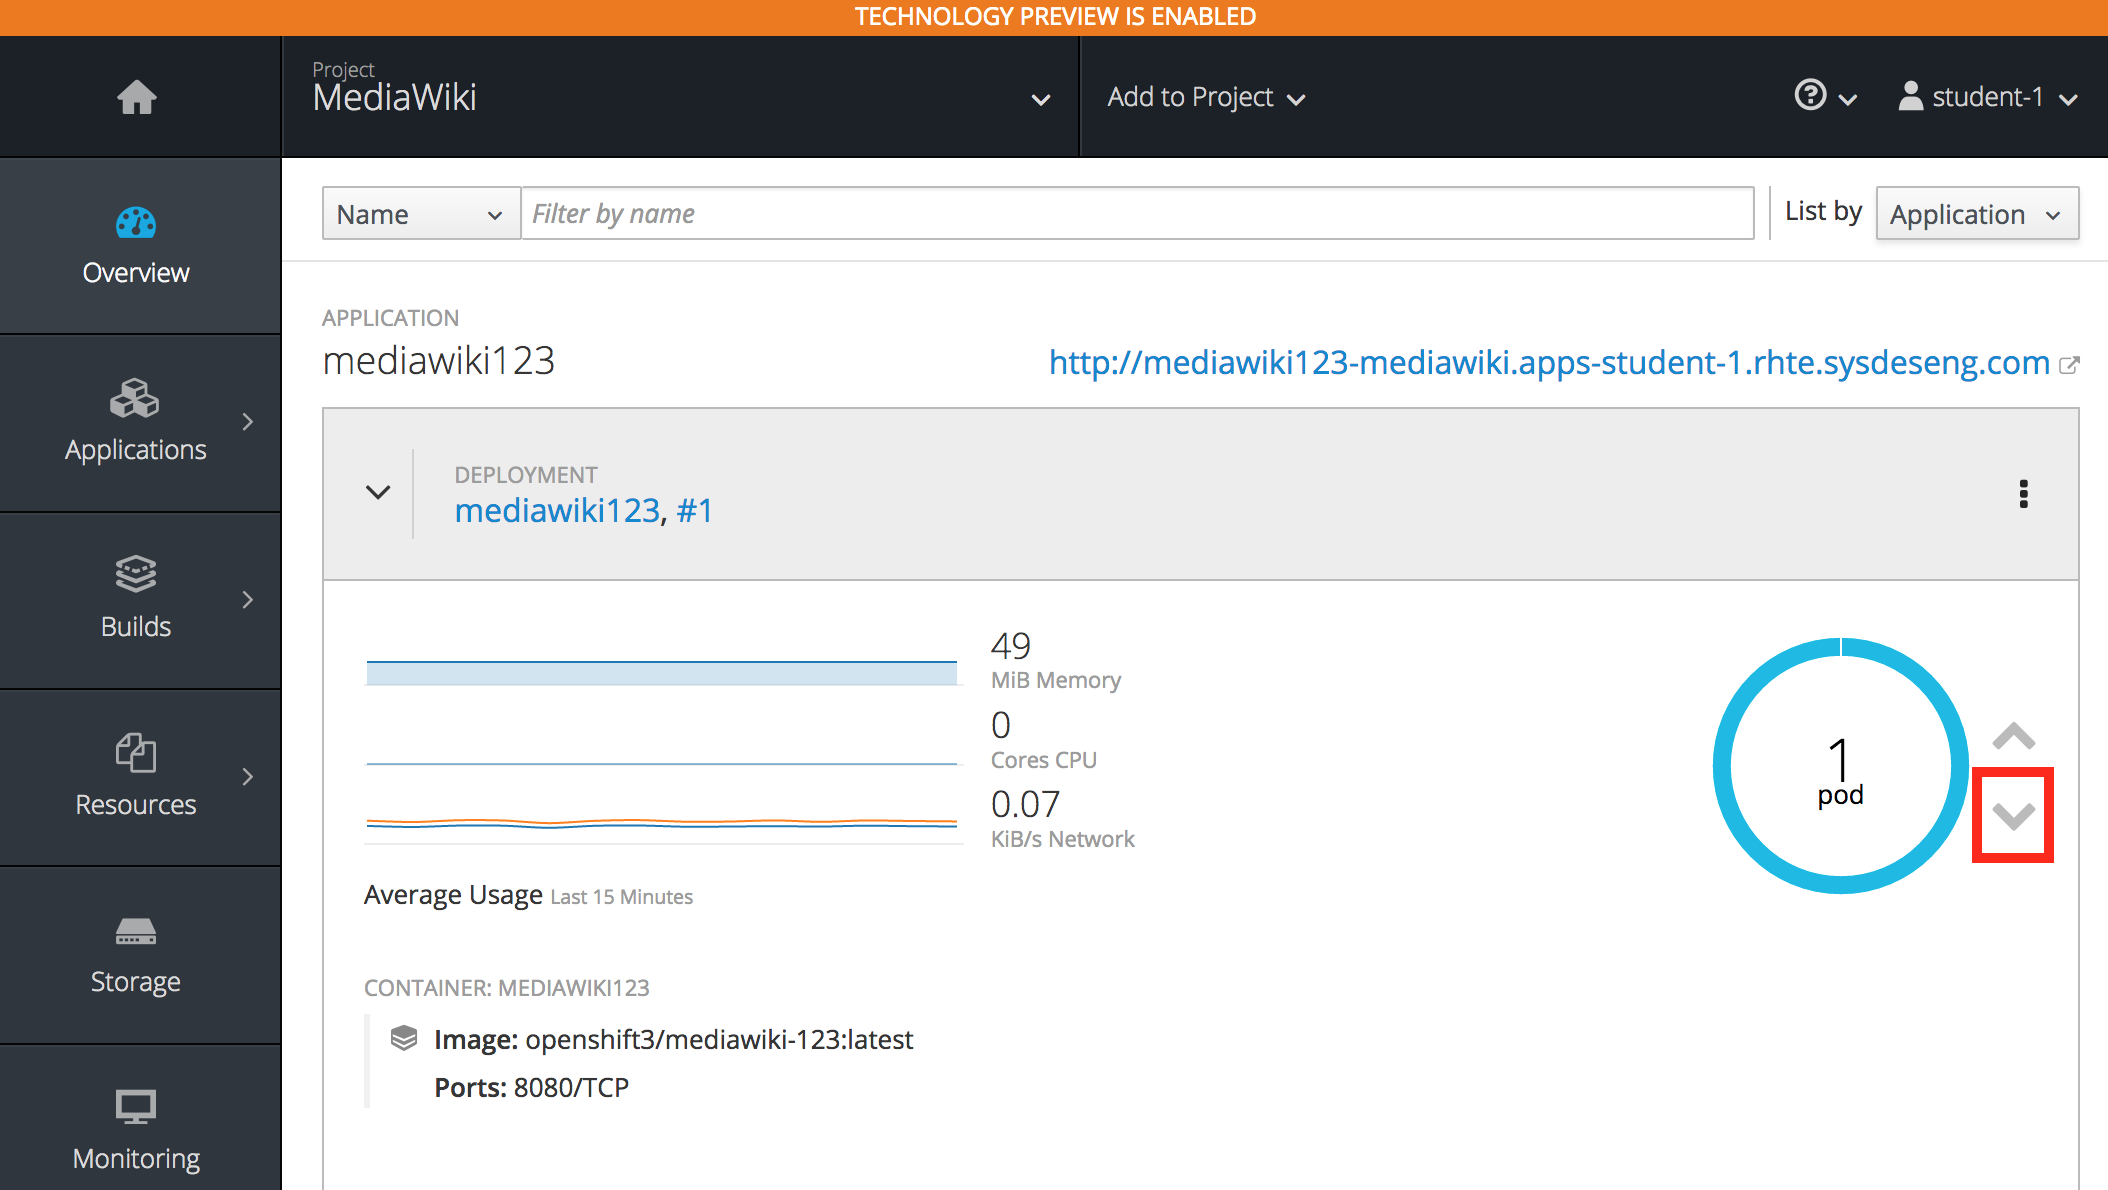 TECHNOLOGY PREVIEW IS ENABLED
Project
MediaWiki
Add to Project
student-1
Overview
Applications
Builds
Resources
Storage
Monitoring
Name
Filter by name
List by
Application
APPLICATION
mediawiki123
http://mediawiki123-mediawiki.apps-student-1.rhte.sysdeseng.com
DEPLOYMENT
mediawiki123, #1
49
MiB Memory
0
Cores CPU
0.07
KiB/s Network
1
pod
Average Usage Last 15 Minutes
CONTAINER: MEDIAWIKI123
Image: openshift3/mediawiki-123:latest
Ports: 8080/TCP